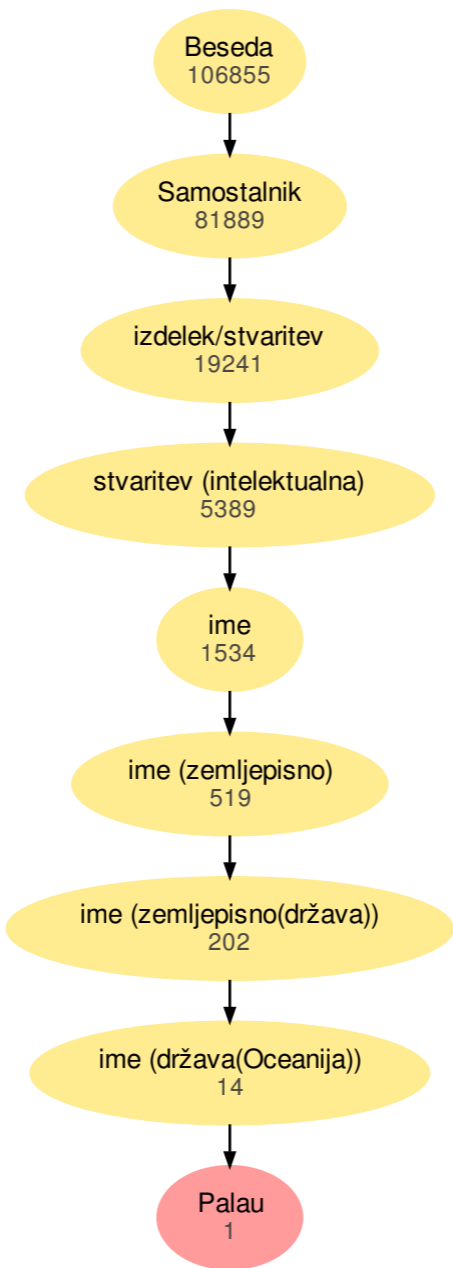 Beseda
106855
Samostalnik
81889
izdelek/stvaritev
19241
stvaritev (intelektualna)
5389
ime
1534
ime (zemljepisno)
519
ime (zemljepisno(država))
202
ime (država(Oceanija))
14
Palau
1